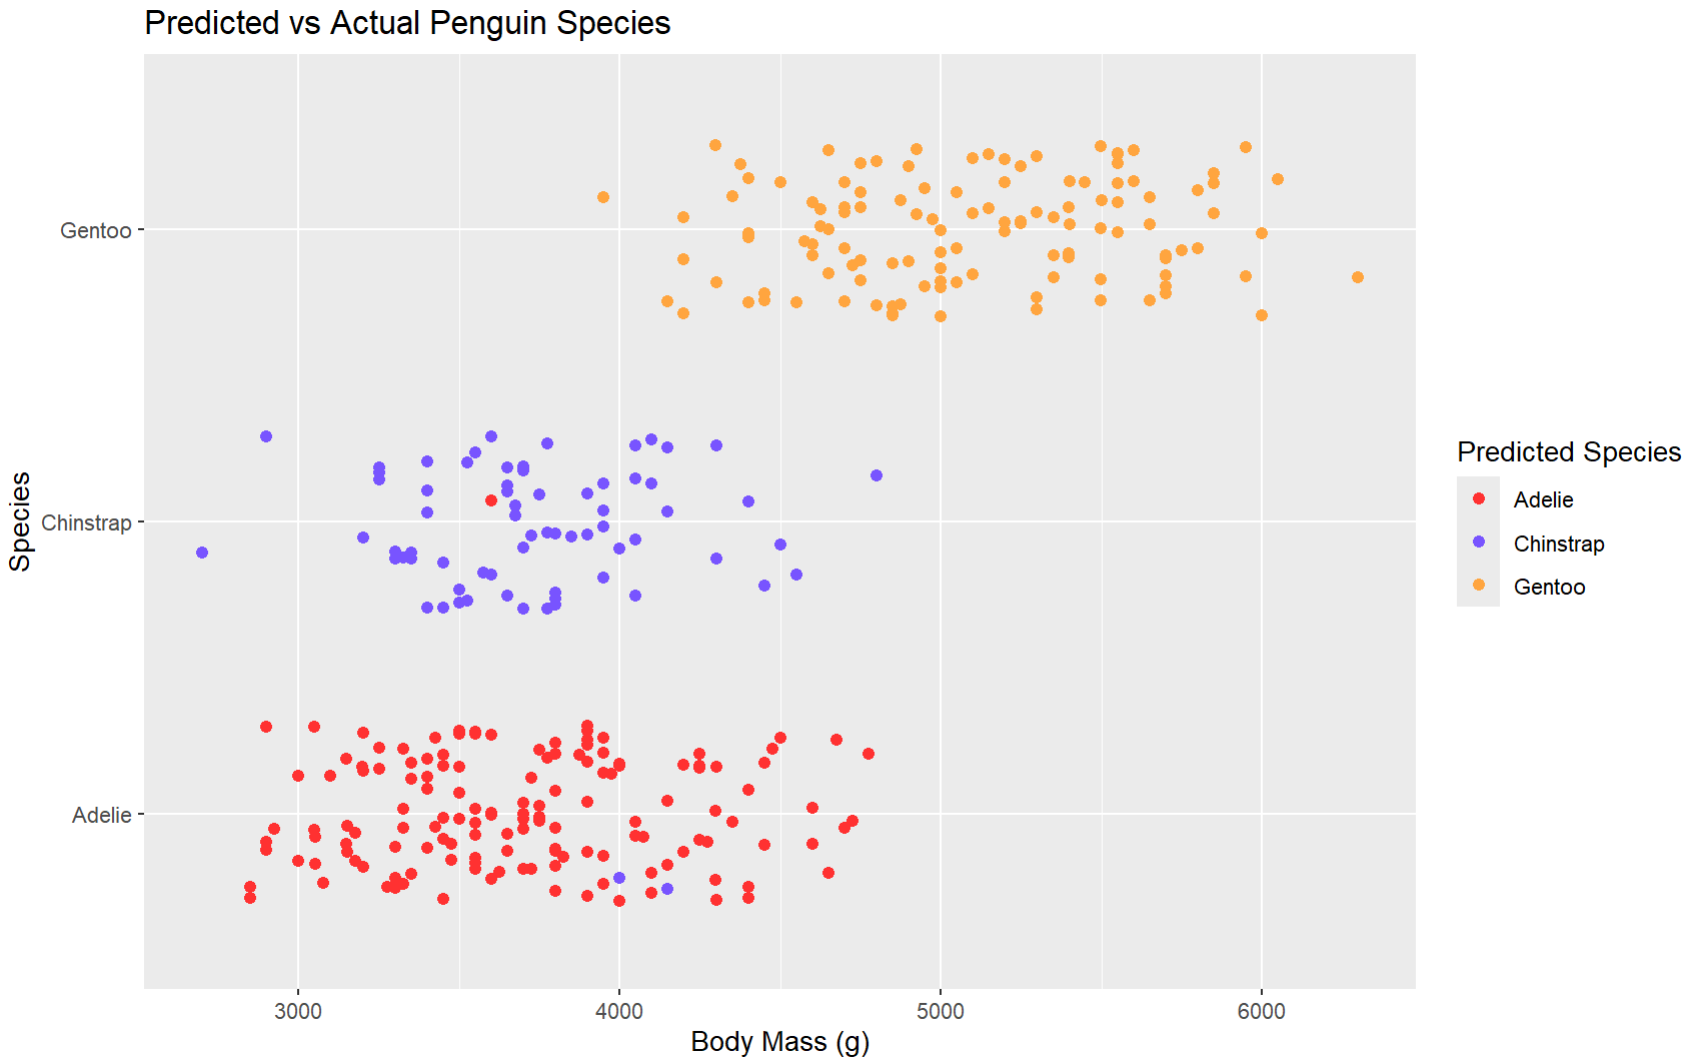 Predicted vs Actual Penguin Species
Species
Gentoo
Chinstrap
Adelie
3000 4000 5000 6000
Body Mass (g)
Predicted Species
Adelie
Chinstrap
Gentoo